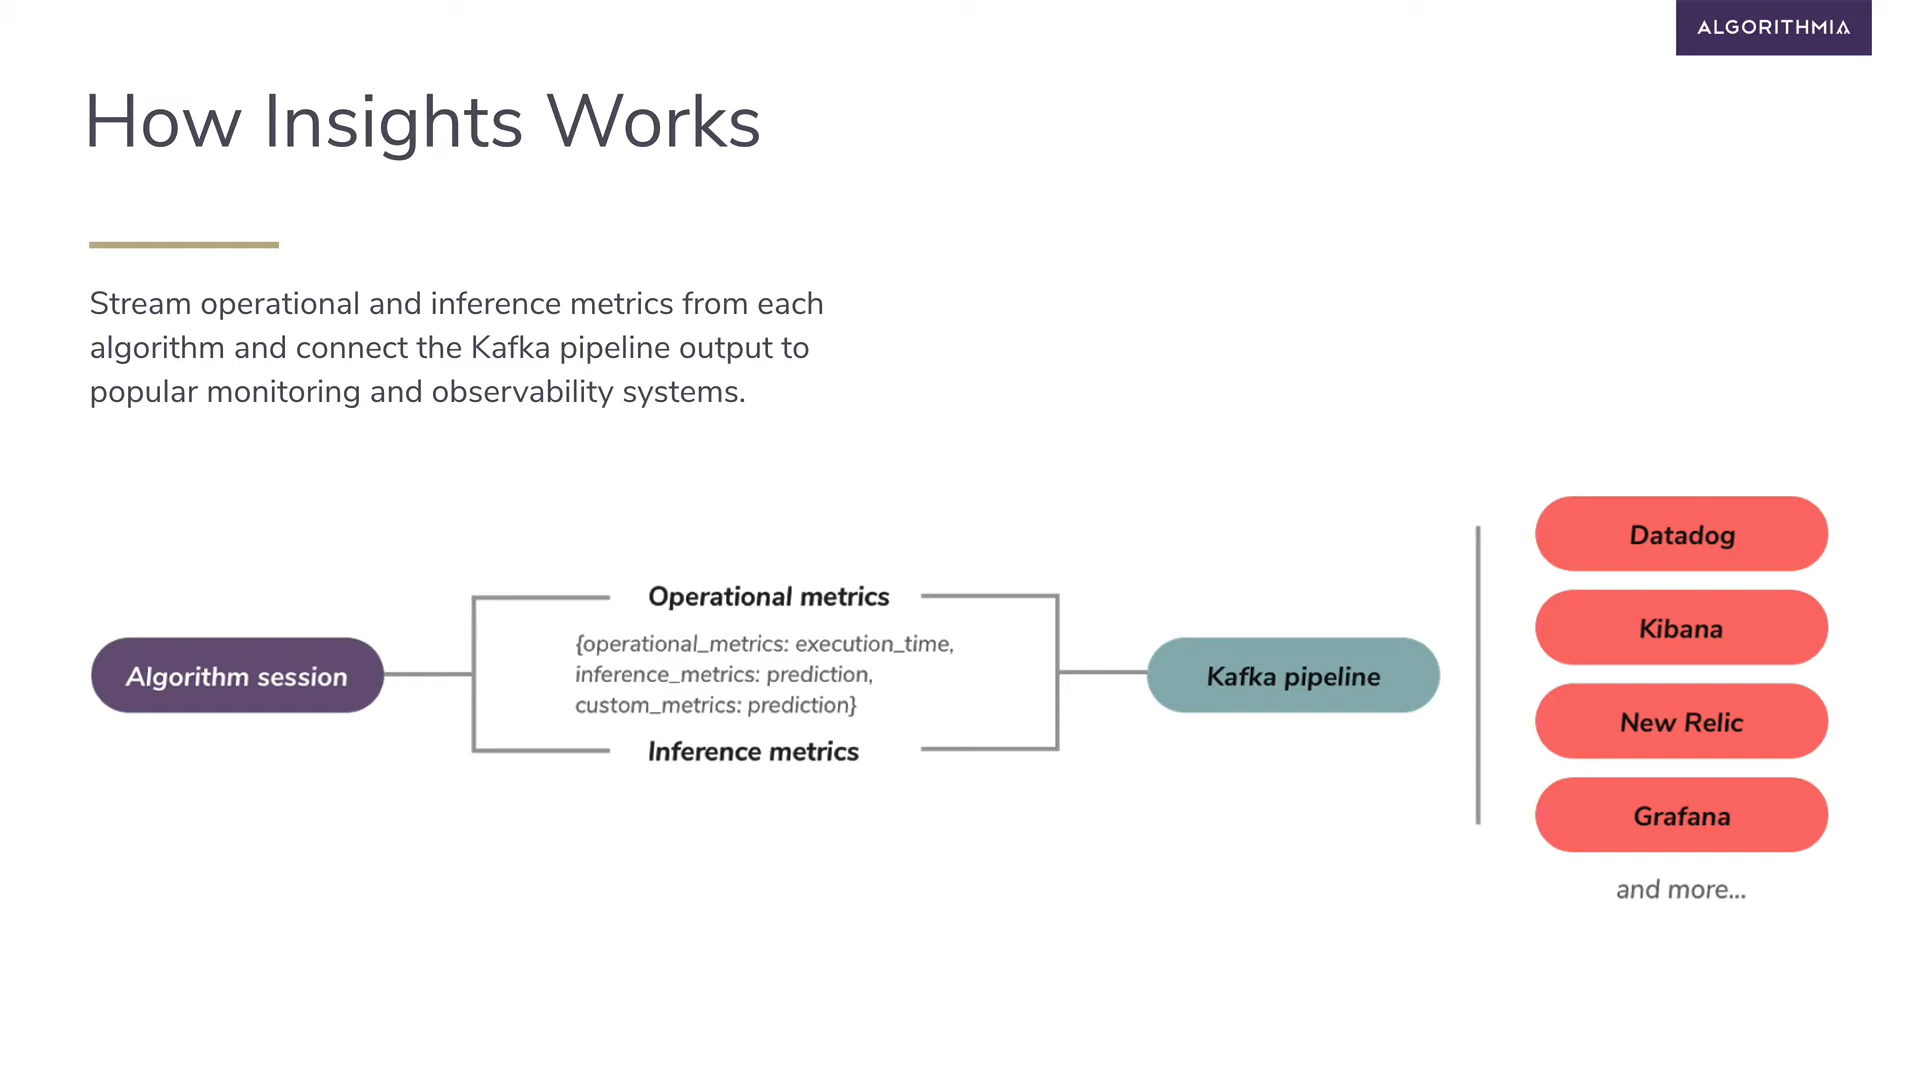 ALGORITHMIA
How Insights Works
Stream operational and inference metrics from each
algorithm and connect the Kafka pipeline output to
popular monitoring and observability systems.
Algorithm session
Operational metrics
{operational_metrics: execution_time,
inference_metrics: prediction,
custom_metrics: prediction}
Inference metrics
Kafka pipeline
Datadog
Kibana
New Relic
Grafana
and more...